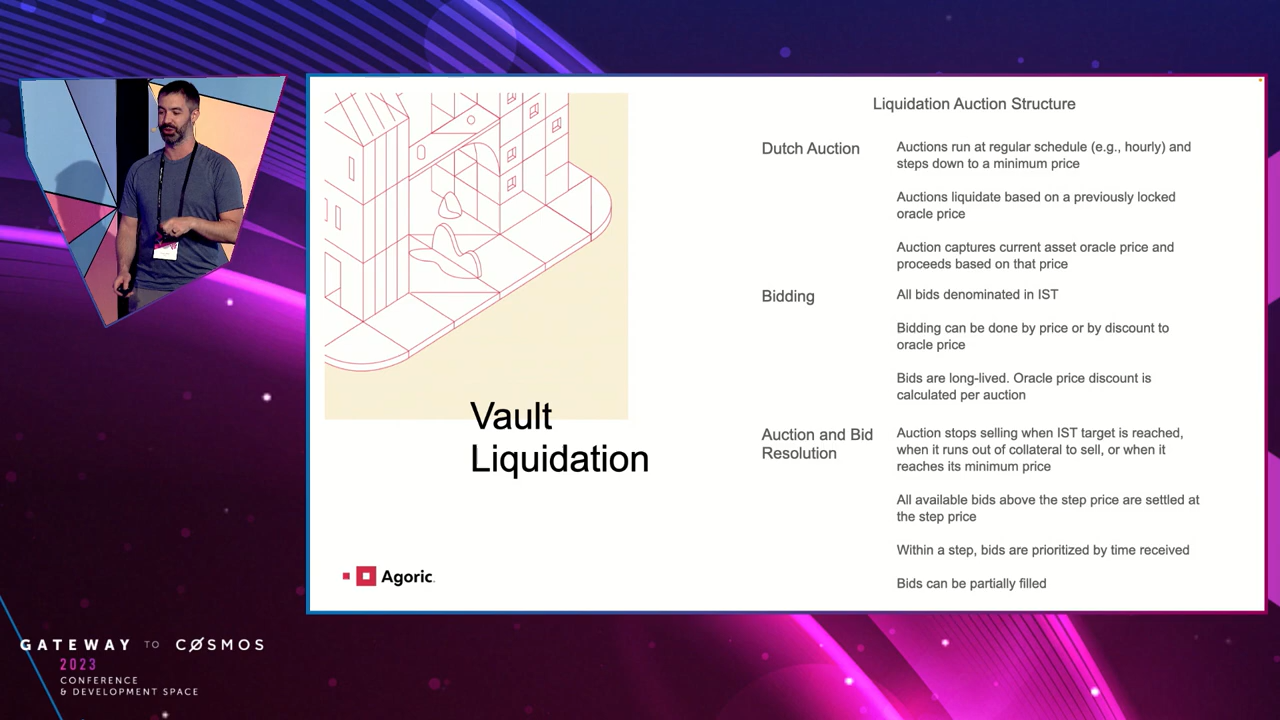 Liquidation Auction Structure
Dutch Auction
Auctions run at regular schedule (e.g., hourly) and
steps down to a minimum price
Auctions liquidate based on a previously locked
oracle price
Auction captures current asset oracle price and
proceeds based on that price
Bidding
All bids denominated in IST
Bidding can be done by price or by discount to
oracle price
Bids are long-lived. Oracle price discount is
calculated per auction
Auction and Bid
Resolution
Auction stops selling when IST target is reached,
when it runs out of collateral to sell, or when it
reaches its minimum price
All available bids above the step price are settled at
the step price
Within a step, bids are prioritized by time received
Bids can be partially filled
Vault
Liquidation
Agoric.
GATEWAY TO CØSMOS
2023
CONFERENCE
& DEVELOPMENT SPACE